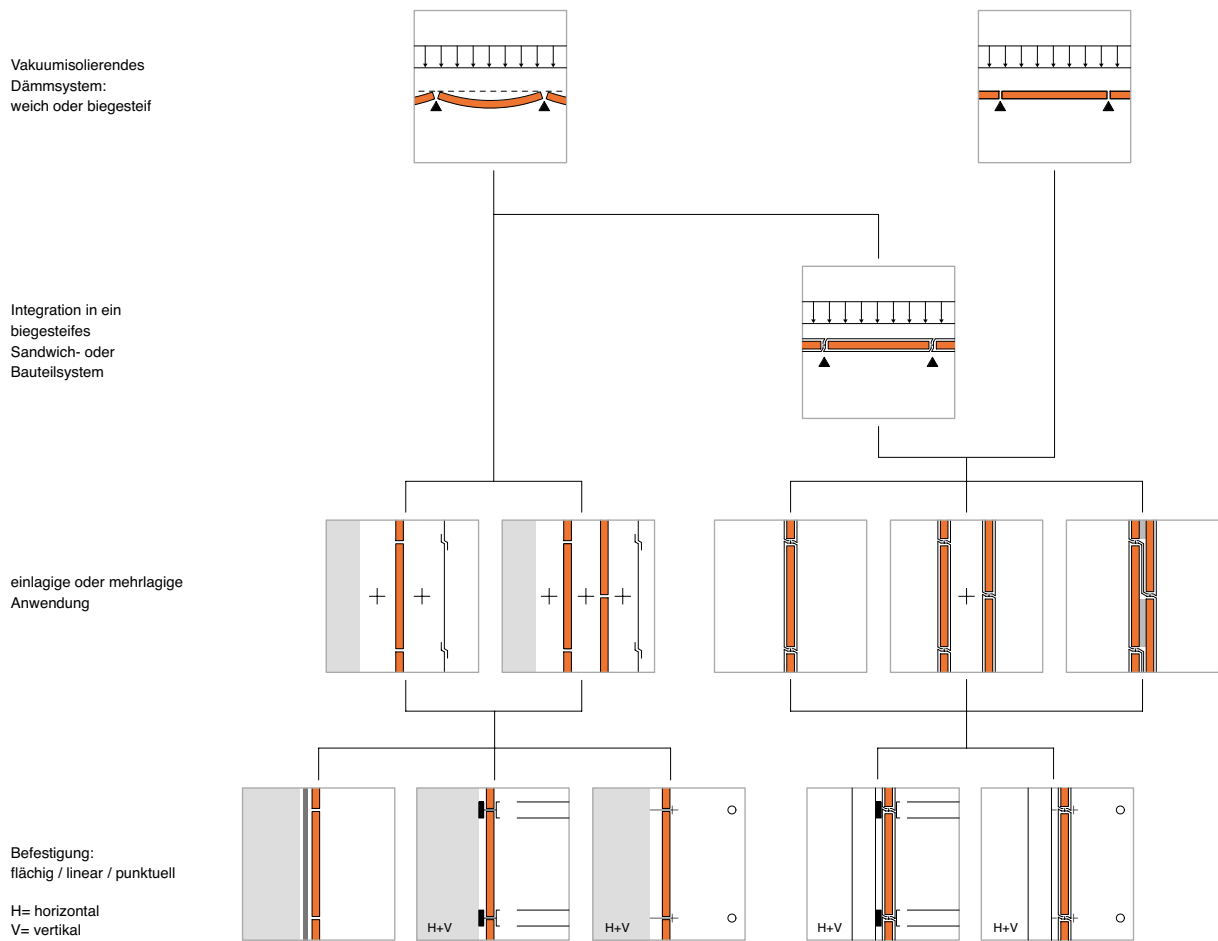 Vakuumisolierendes
Dämmsystem:
weich oder biegesteif
Integration in ein
biegesteifes
Sandwich- oder
Bauteilsystem
einlagige oder mehrlagige
Anwendung
Befestigung:
flächig / linear / punktuell
H= horizontal
V= vertikal
H+V
H+V
H+V
H+V